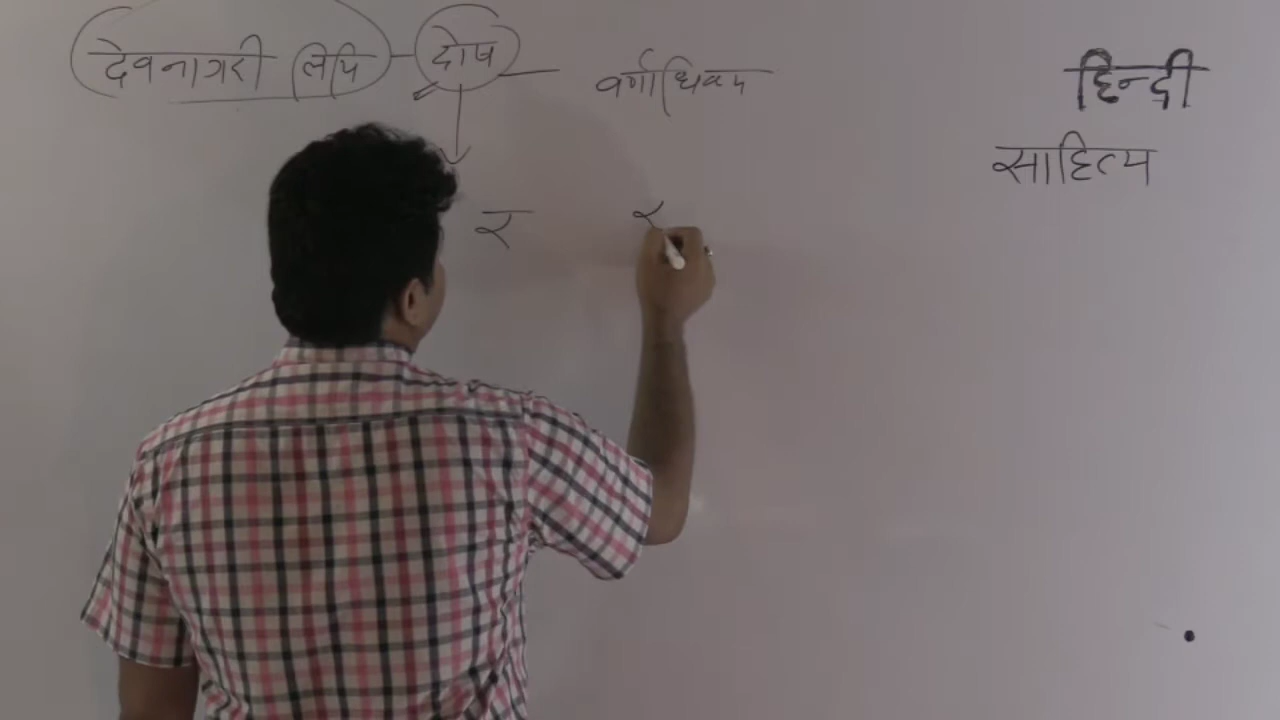 देवनागरी लिपि - दोष - वर्णाधिक्य
हिन्दी
साहित्य
र र